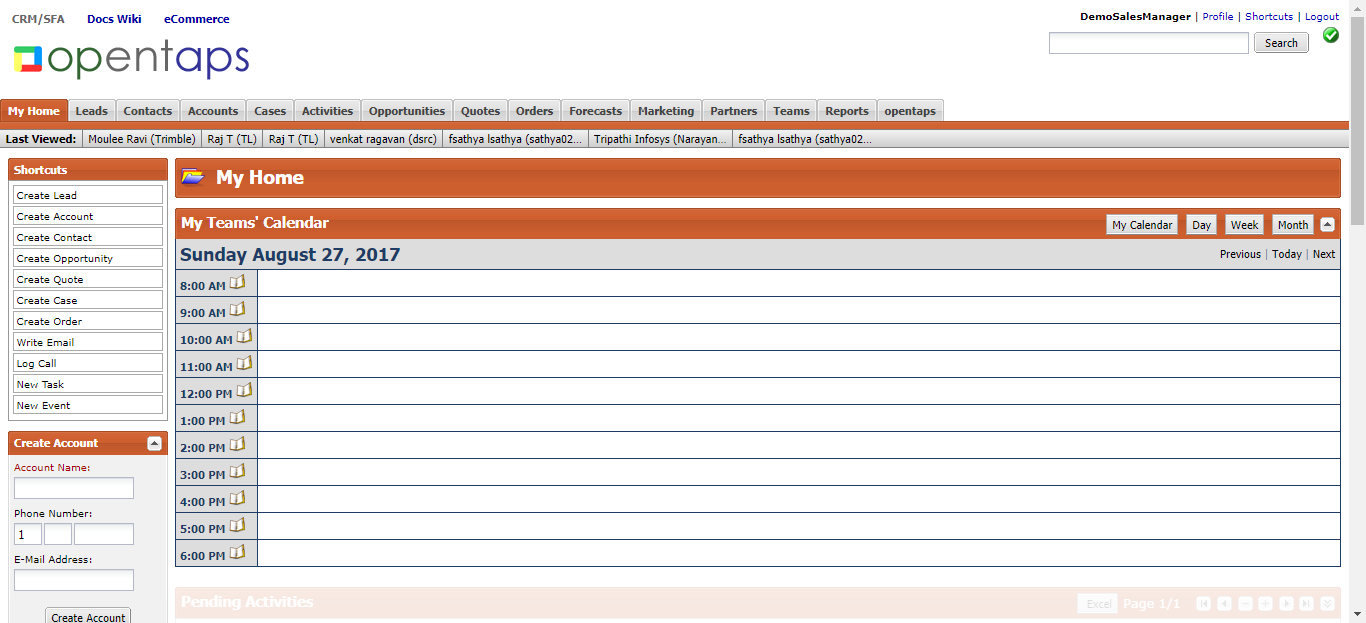 CRM/SFA Docs Wiki eCommerce
DemoSalesManager | Profile | Shortcuts | Logout
opentaps
Search
My Home Leads Contacts Accounts Cases Activities Opportunities Quotes Orders Forecasts Marketing Partners Teams Reports opentaps
Last Viewed: Moulee Ravi (Trimble) Raj T (TL) Raj T (TL) venkat ragavan (dsrc) fsathya lsathya (sathya02... Tripathi Infosys (Narayan... fsathya lsathya (sathya02...
Shortcuts
Create Lead
Create Account
Create Contact
Create Opportunity
Create Quote
Create Case
Create Order
Write Email
Log Call
New Task
New Event
Create Account
Account Name:
Phone Number:
1
E-Mail Address:
Create Account
My Home
My Teams' Calendar
My Calendar Day Week Month
Sunday August 27, 2017
Previous | Today | Next
8:00 AM
9:00 AM
10:00 AM
11:00 AM
12:00 PM
1:00 PM
2:00 PM
3:00 PM
4:00 PM
5:00 PM
6:00 PM
Pending Activities
Excel Page 1/1